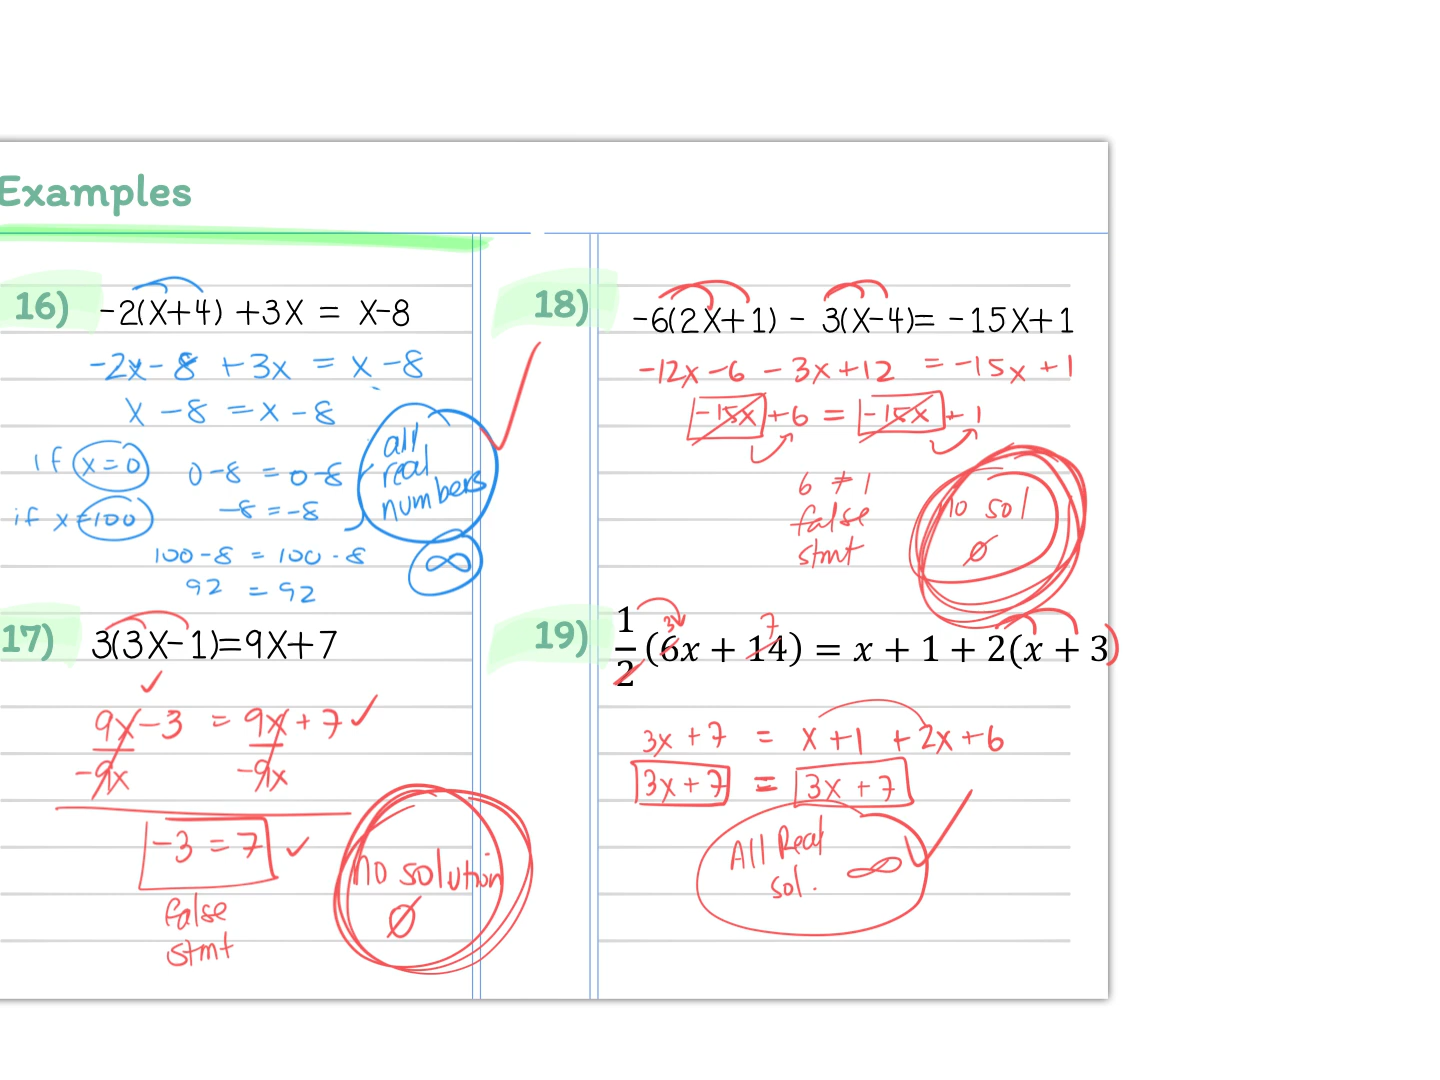 Examples
16) -2(X+4) +3X = X-8
-2x-8 +3x = x-8
x -8 = x -8
if x=0 0-8 = 0-8
-8 = -8
if x=100
100-8 = 100-8
92 = 92
all
real
numbers
∞
17) 3(3X-1)=9X+7
9x-3 = 9x+7
-9x -9x
-3 = 7
false
stmt
no solution
∅
18) -6(2X+1) - 3(X-4)= -15X+1
-12x-6 -3x+12 = -15x+1
-15x+6 = -15x+1
6 ≠ 1
false
stmt
no sol
∅
19) 1/2(6x + 14) = x + 1 + 2(x + 3)
3 7
3x+7 = x+1 +2x+6
3x+7 = 3x+7
All Real
sol.
∞